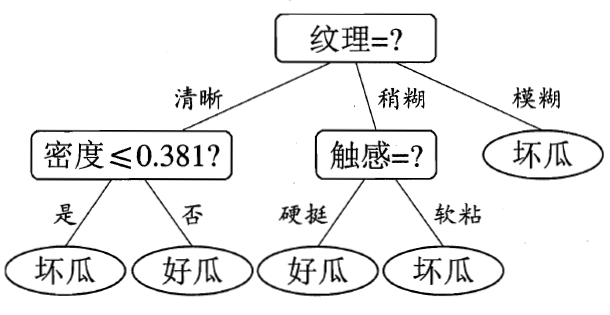 纹理=?
清晰 稍糊 模糊
密度≤0.381? 触感=? 坏瓜
是 否 硬挺 软粘
坏瓜 好瓜 好瓜 坏瓜